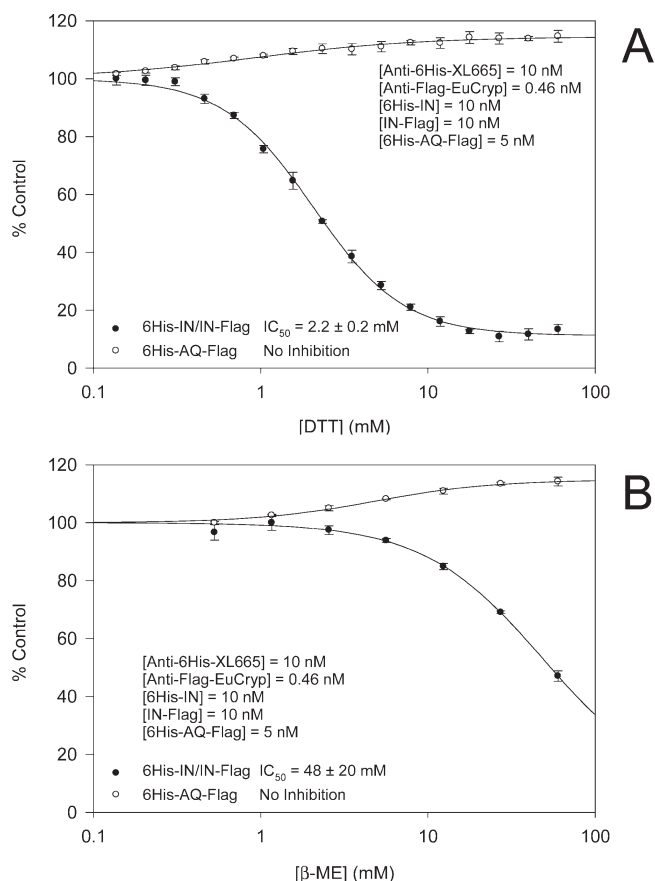 A
120
100
80
60
40
20
0
% Control
[Anti-6His-XL665] = 10 nM
[Anti-Flag-EuCryp] = 0.46 nM
[6His-IN] = 10 nM
[IN-Flag] = 10 nM
[6His-AQ-Flag] = 5 nM
6His-IN/IN-Flag IC50 = 2.2 ± 0.2 mM
6His-AQ-Flag No Inhibition
0.1 1 10 100
[DTT] (mM)
B
120
100
80
60
40
20
0
% Control
[Anti-6His-XL665] = 10 nM
[Anti-Flag-EuCryp] = 0.46 nM
[6His-IN] = 10 nM
[IN-Flag] = 10 nM
[6His-AQ-Flag] = 5 nM
6His-IN/IN-Flag IC50 = 48 ± 20 mM
6His-AQ-Flag No Inhibition
0.1 1 10 100
[β-ME] (mM)